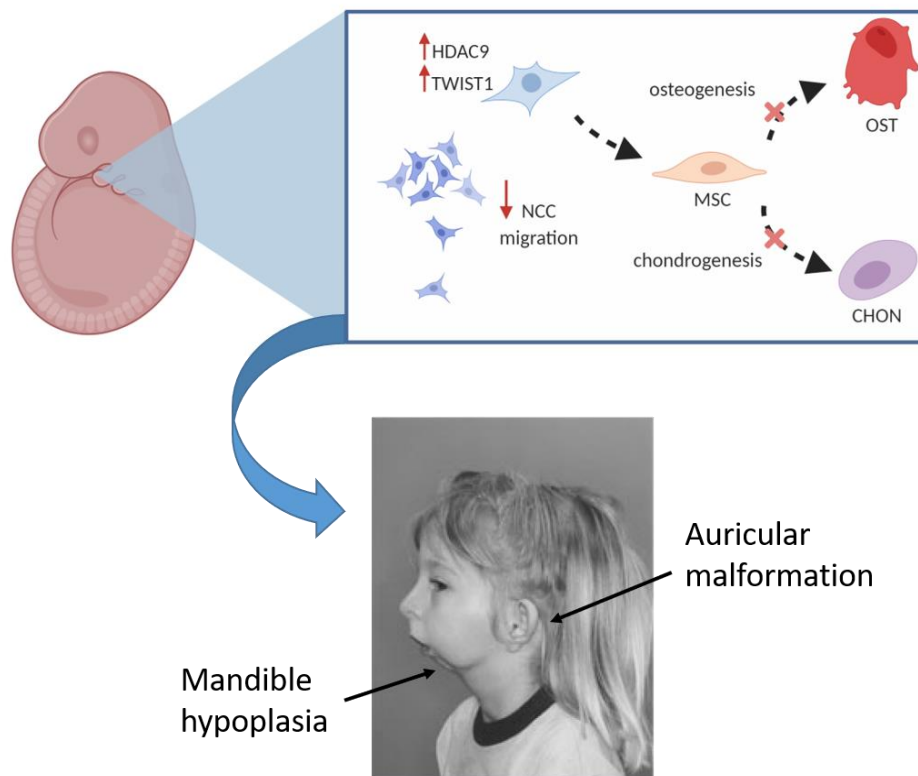 HDAC9
TWIST1
osteogenesis
OST
MSC
NCC
migration
chondrogenesis
CHON
Auricular
malformation
Mandible
hypoplasia